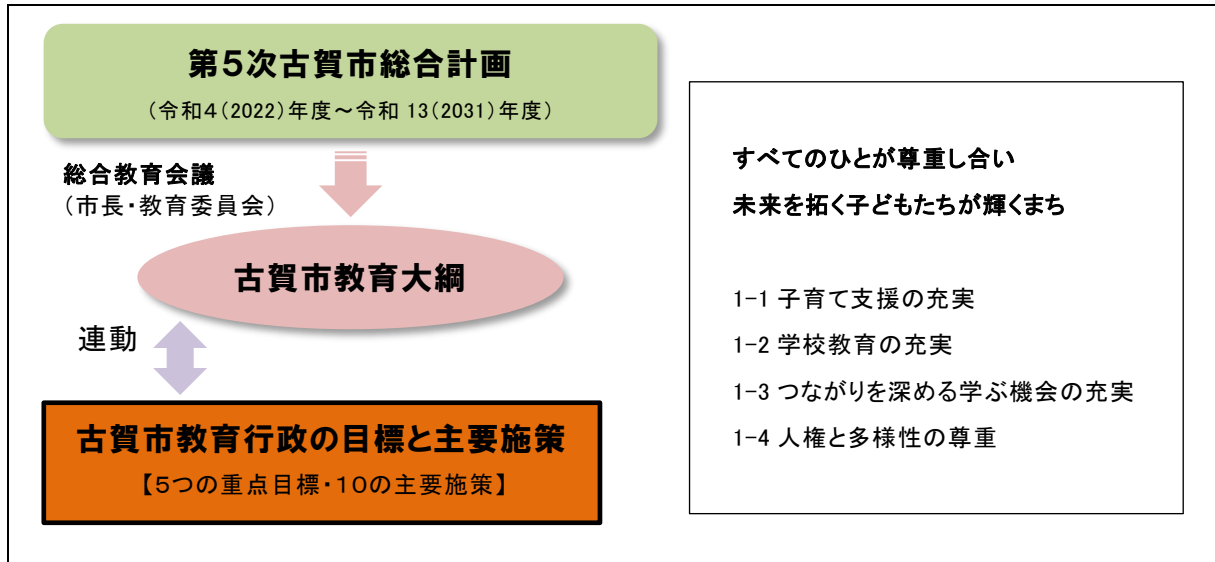 第5次古賀市総合計画
（令和4（2022）年度～令和 13（2031）年度）
総合教育会議
（市長・教育委員会）
古賀市教育大綱
連動
古賀市教育行政の目標と主要施策
【5つの重点目標・10の主要施策】
すべてのひとが尊重し合い
未来を拓く子どもたちが輝くまち
1-1 子育て支援の充実
1-2 学校教育の充実
1-3 つながりを深める学ぶ機会の充実
1-4 人権と多様性の尊重